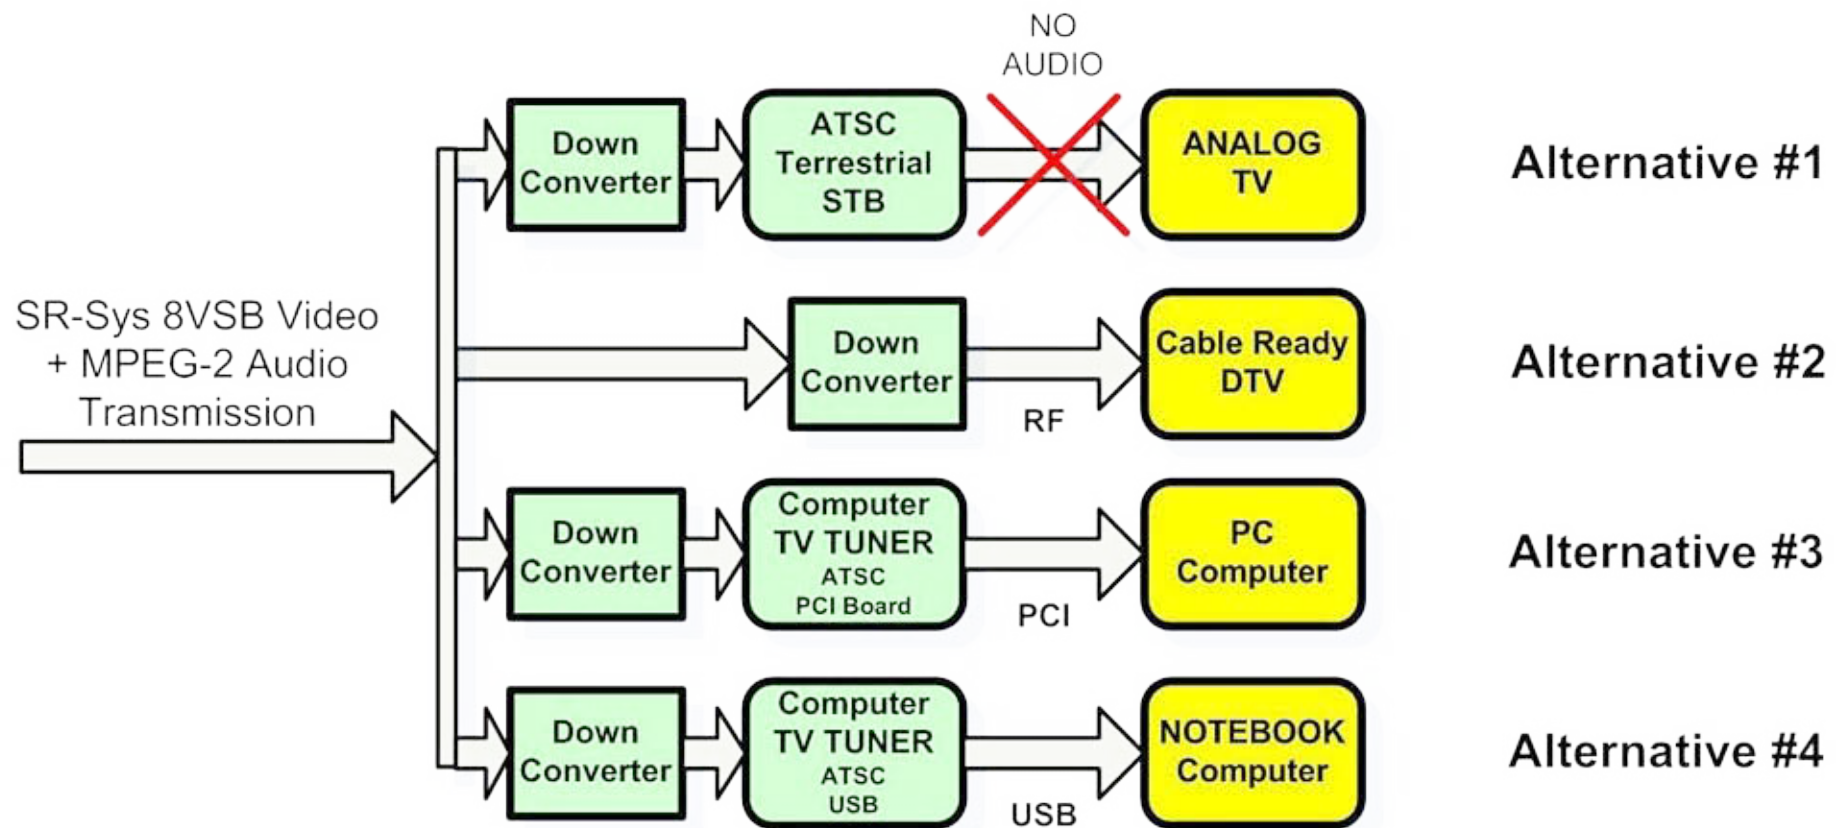 NO
AUDIO
Down
Converter
ATSC
Terrestrial
STB
ANALOG
TV
Alternative #1
SR-Sys 8VSB Video
+ MPEG-2 Audio
Transmission
Down
Converter
RF
Cable Ready
DTV
Alternative #2
Down
Converter
Computer
TV TUNER
ATSC
PCI Board
PCI
PC
Computer
Alternative #3
Down
Converter
Computer
TV TUNER
ATSC
USB
USB
NOTEBOOK
Computer
Alternative #4